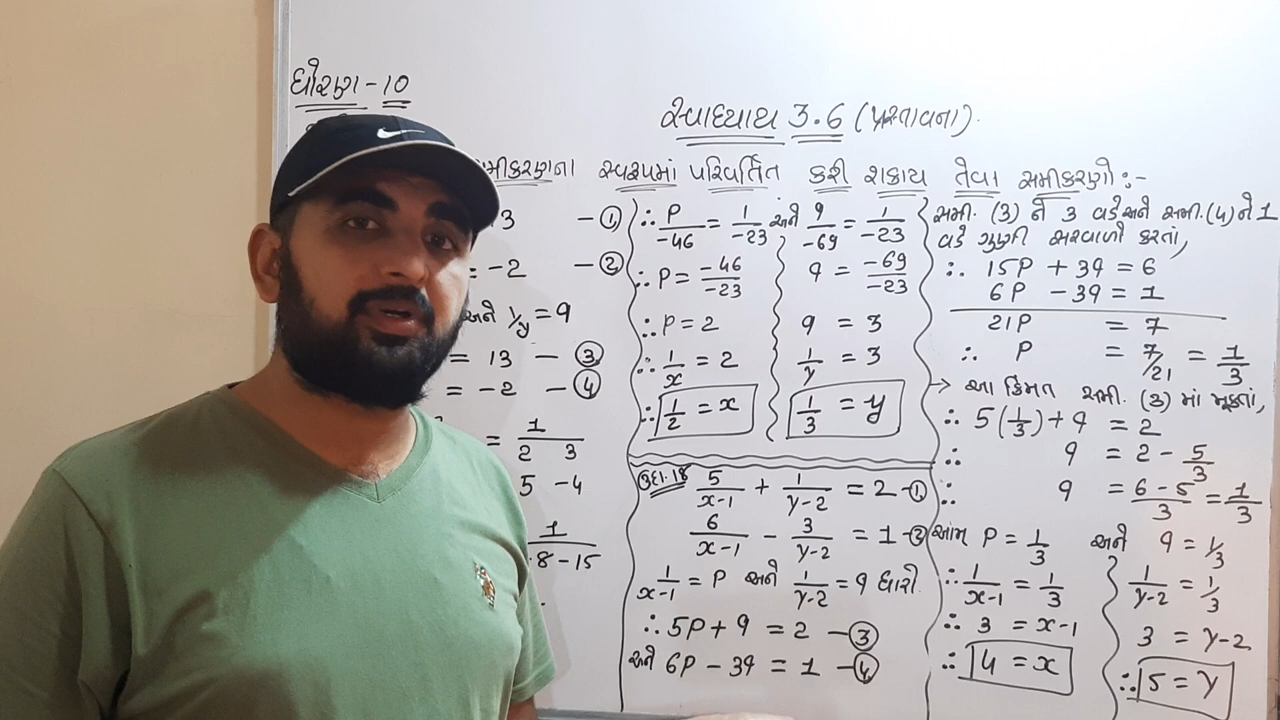 ધોરણ - 10
સ્વાધ્યાય 3.6 (પ્રસ્તાવના).
સમીકરણના સ્વરૂપમાં પરિવર્તિત કરી શકાય તેવા સમીકરણો :-
3 - ①
= -2 - ②
અને 1/y = q
= 13 - ③
= -2 - ④
= 1
2 3
5 -4
1
8 - 15
∴ P/-46 = 1/-23 અને q/-69 = 1/-23
∴ P = -46/-23 q = -69/-23
∴ P = 2 q = 3
∴ 1/x = 2 1/y = 3
∴ 1/2 = x 1/3 = y
ઉદા. 18 5/x-1 + 1/y-2 = 2 - ①
6/x-1 - 3/y-2 = 1 - ②
1/x-1 = P અને 1/y-2 = q ધારો.
∴ 5P + q = 2 - ③
અને 6P - 3q = 1 - ④
સમી. (3) ને 3 વડે અને સમી. (4) ને 1
વડે ગુણી સરવાળો કરતાં,
∴ 15P + 3q = 6
6P - 3q = 1
21P = 7
∴ P = 7/21 = 1/3
→ આ કિંમત સમી. (3) માં મૂકતાં,
∴ 5(1/3) + q = 2
∴ q = 2 - 5/3
∴ q = 6-5/3 = 1/3
આમ P = 1/3 અને q = 1/3
∴ 1/x-1 = 1/3 1/y-2 = 1/3
∴ 3 = x-1 3 = y-2
∴ 4 = x ∴ 5 = y